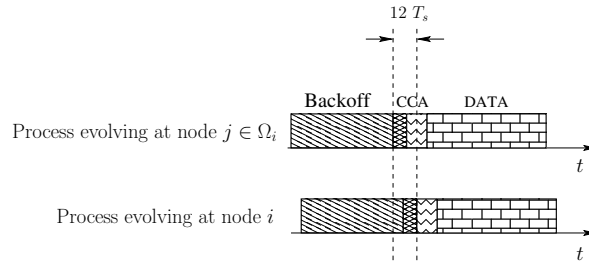 12 T_s
Backoff CCA DATA
Process evolving at node j ∈ Ω_i
t
Process evolving at node i
t